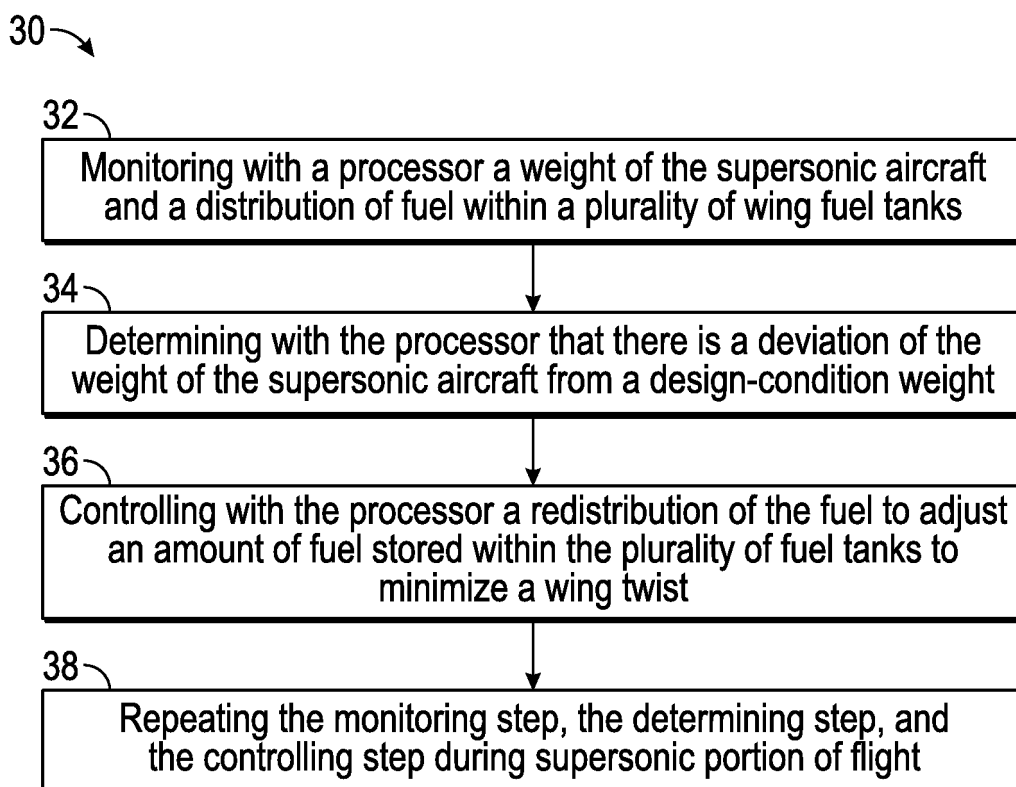 30
32
Monitoring with a processor a weight of the supersonic aircraft
and a distribution of fuel within a plurality of wing fuel tanks
34
Determining with the processor that there is a deviation of the
weight of the supersonic aircraft from a design-condition weight
36
Controlling with the processor a redistribution of the fuel to adjust
an amount of fuel stored within the plurality of fuel tanks to
minimize a wing twist
38
Repeating the monitoring step, the determining step, and
the controlling step during supersonic portion of flight